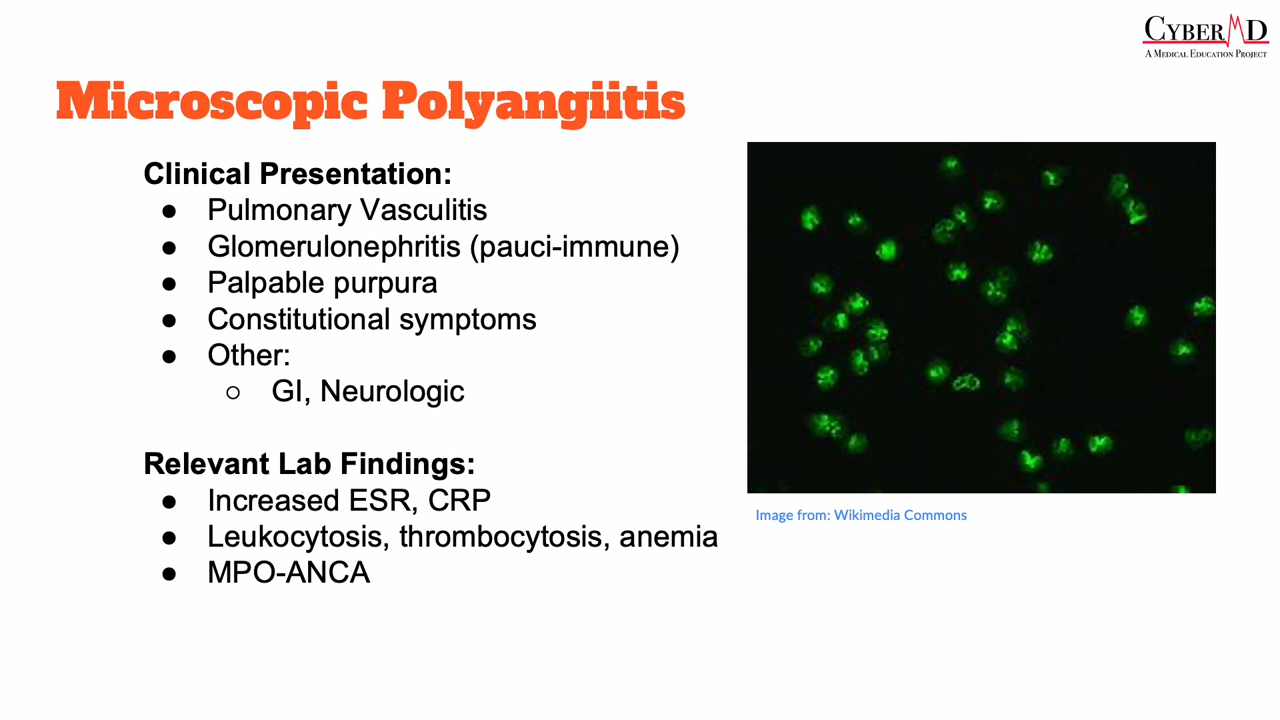 CYBERMD
A MEDICAL EDUCATION PROJECT
Microscopic Polyangiitis
Clinical Presentation:
● Pulmonary Vasculitis
● Glomerulonephritis (pauci-immune)
● Palpable purpura
● Constitutional symptoms
● Other:
○ GI, Neurologic
Relevant Lab Findings:
● Increased ESR, CRP
● Leukocytosis, thrombocytosis, anemia
● MPO-ANCA
Image from: Wikimedia Commons